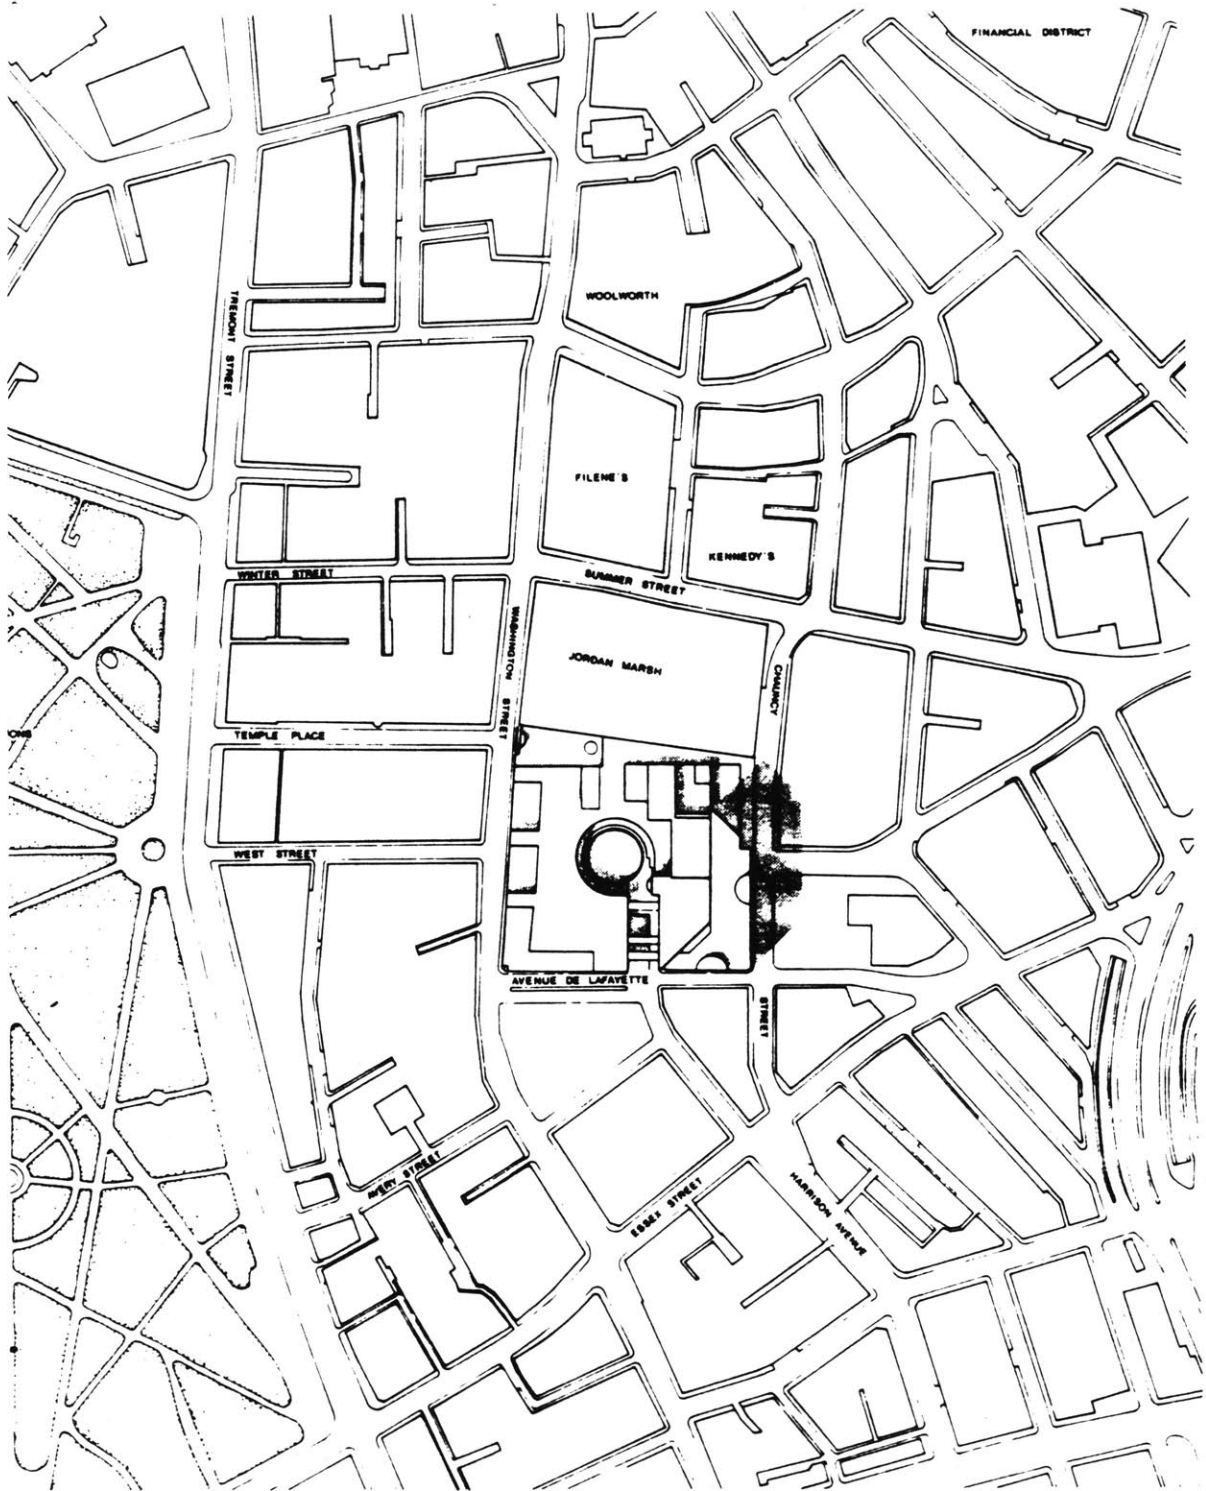 FINANCIAL DISTRICT
WOOLWORTH
TREMONT STREET
FILENE'S
KENNEDY'S
WINTER STREET
SUMMER STREET
WASHINGTON STREET
JORDAN MARSH
CHAUNCY
TEMPLE PLACE
WEST STREET
AVENUE DE LAFAYETTE
STREET
AVERY STREET
ESSEX STREET
HARRISON AVENUE